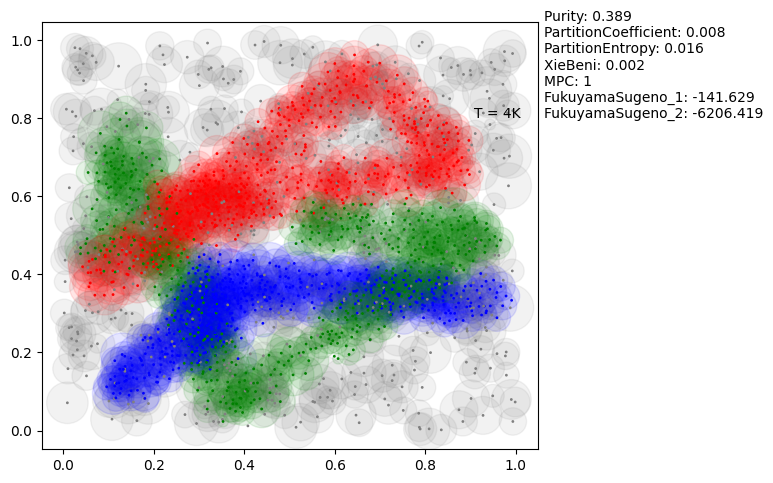 Purity: 0.389
PartitionCoefficient: 0.008
PartitionEntropy: 0.016
XieBeni: 0.002
MPC: 1
FukuyamaSugeno_1: -141.629
FukuyamaSugeno_2: -6206.419
T = 4K
1.0
0.8
0.6
0.4
0.2
0.0
0.0 0.2 0.4 0.6 0.8 1.0